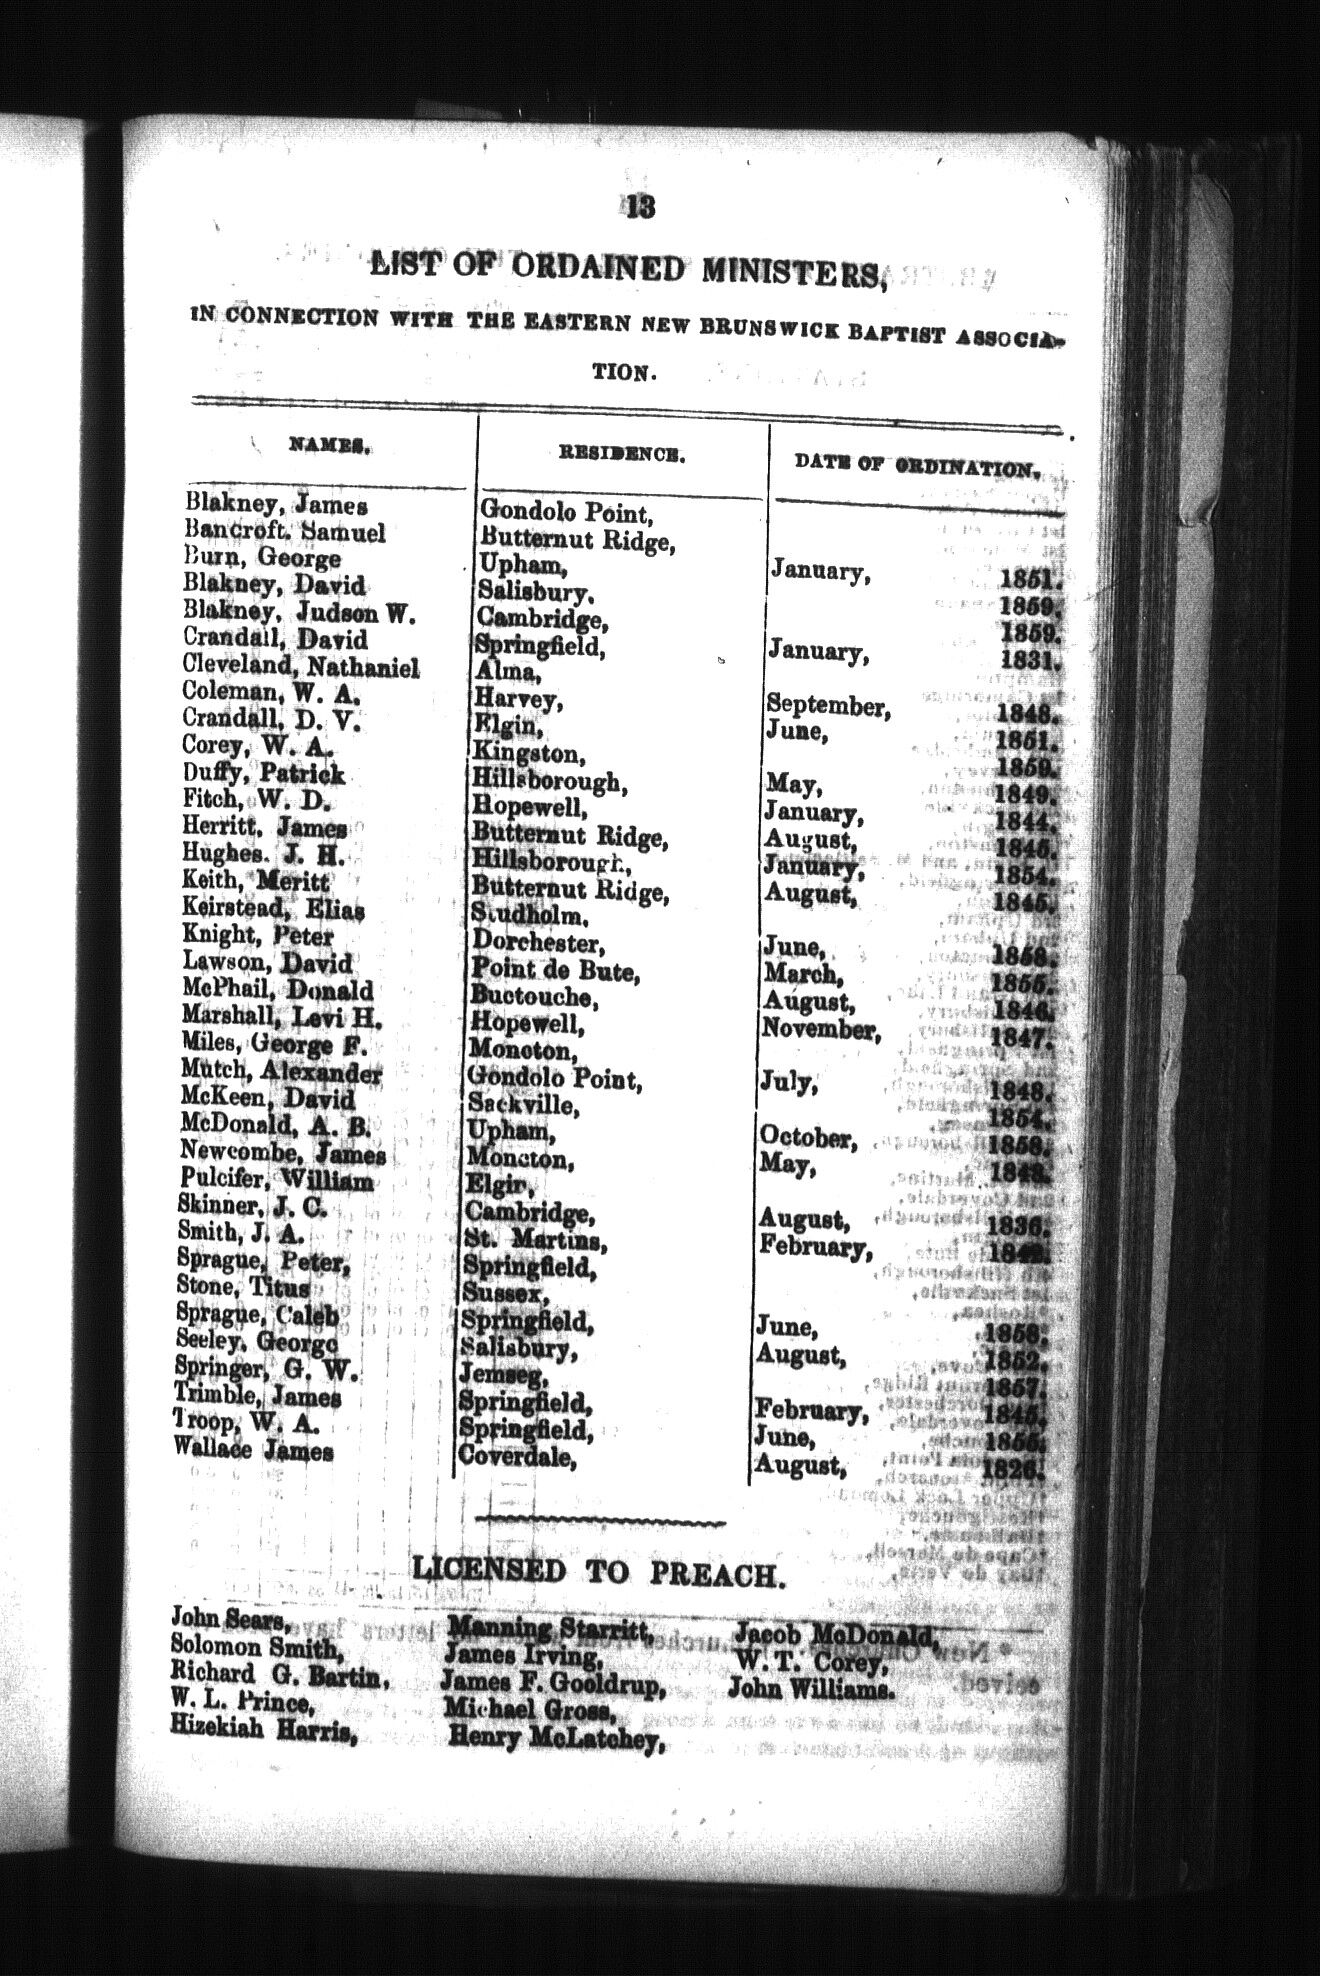 13
LIST OF ORDAINED MINISTERS,
IN CONNECTION WITH THE EASTERN NEW BRUNSWICK BAPTIST ASSOCIA-
TION.
NAMES. RESIDENCE. DATE OF ORDINATION.
Blakney, James Gondolo Point,
Bancroft. Samuel Butternut Ridge,
Burn, George Upham, January, 1851.
Blakney, David Salisbury. 1859.
Blakney, Judson W. Cambridge, 1859.
Crandall, David Springfield, January, 1831.
Cleveland, Nathaniel Alma,
Coleman, W. A. Harvey, September, 1848.
Crandall, D. V. Elgin, June, 1851.
Corey, W. A. Kingston, 1859.
Duffy, Patrick Hillsborough, May, 1849.
Fitch, W. D. Hopewell, January, 1844.
Herritt, James Butternut Ridge, August, 1845.
Hughes. J. H. Hillsborough, January, 1854.
Keith, Meritt Butternut Ridge, August, 1845.
Keirstead, Elias Studholm,
Knight, Peter Dorchester, June, 1858.
Lawson, David Point de Bute, March, 1855.
McPhail, Donald Buctouche, August, 1846.
Marshall, Levi H. Hopewell, November, 1847.
Miles, George F. Moncton,
Mutch, Alexander Gondolo Point, July, 1848.
McKeen, David Sackville, 1854.
McDonald, A. B. Upham, October, 1858.
Newcombe, James Moncton, May, 1848.
Pulcifer, William Elgin,
Skinner, J. C. Cambridge, August, 1836.
Smith, J. A. St. Martins, February, 1842.
Sprague, Peter, Springfield,
Stone, Titus Sussex,
Sprague, Caleb Springfield, June, 1858.
Seeley, George Salisbury, August, 1852.
Springer, G. W. Jemseg, 1857.
Trimble, James Springfield, February, 1845.
Troop, W. A. Springfield, June, 1855.
Wallace James Coverdale, August, 1826.
LICENSED TO PREACH.
John Sears, Manning Starritt, Jacob McDonald,
Solomon Smith, James Irving, W. T. Corey,
Richard G. Bartin, James F. Gooldrup, John Williams.
W. L. Prince, Michael Gross,
Hizekiah Harris, Henry McLatchey,